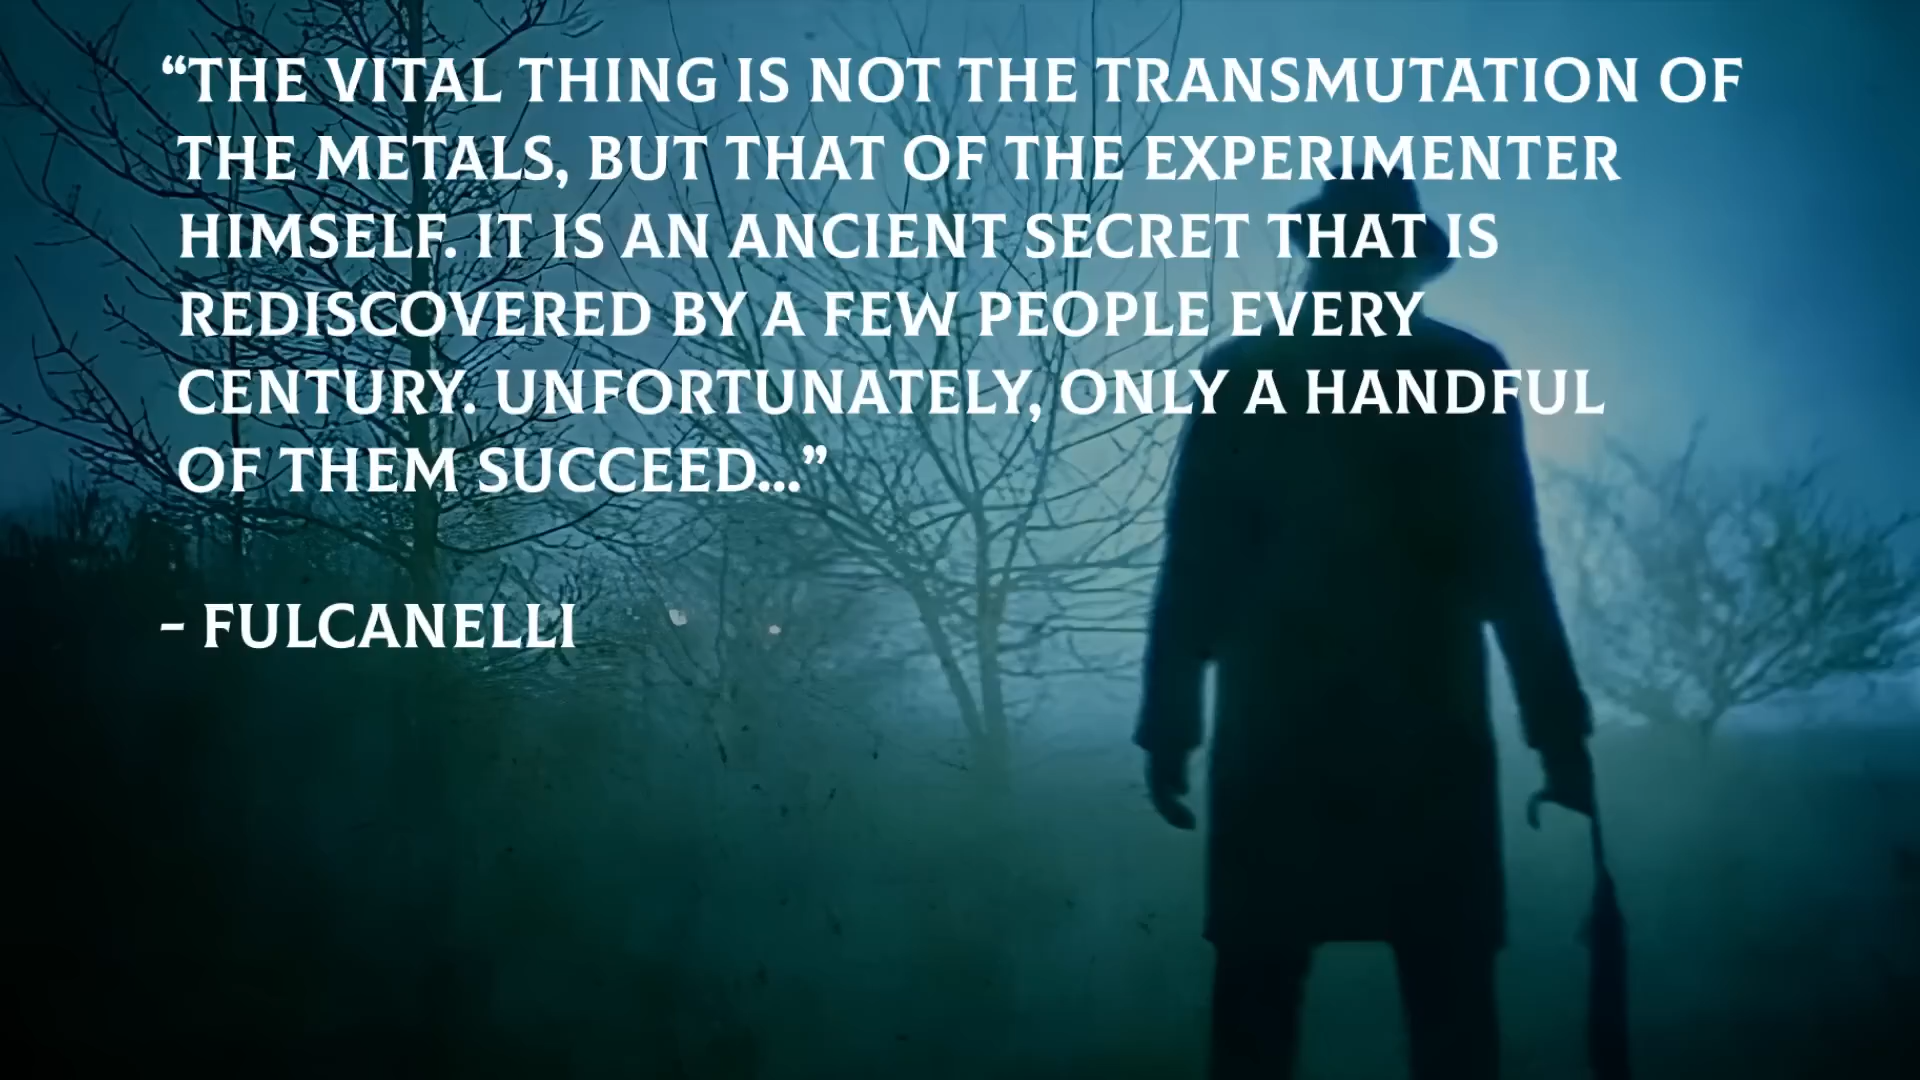 “THE VITAL THING IS NOT THE TRANSMUTATION OF
THE METALS, BUT THAT OF THE EXPERIMENTER
HIMSELF. IT IS AN ANCIENT SECRET THAT IS
REDISCOVERED BY A FEW PEOPLE EVERY
CENTURY. UNFORTUNATELY, ONLY A HANDFUL
OF THEM SUCCEED...”
- FULCANELLI